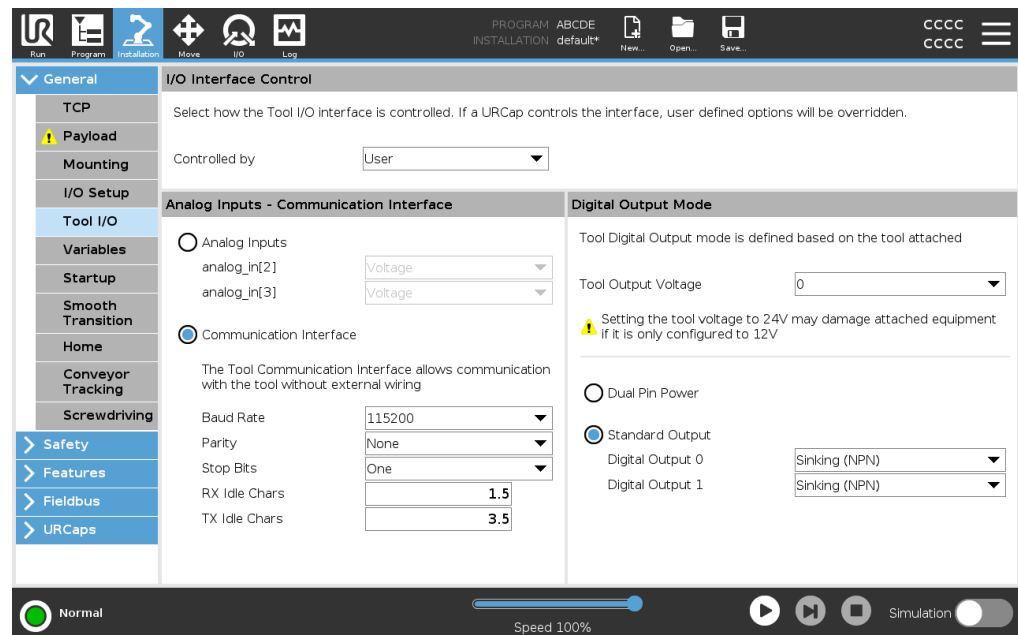 UR
Run
Program
Installation
Move
I/O
Log
PROGRAM ABCDE
INSTALLATION default*
New...
Open...
Save...
CCCC
CCCC
General
TCP
Payload
Mounting
I/O Setup
Tool I/O
Variables
Startup
Smooth
Transition
Home
Conveyor
Tracking
Screwdriving
Safety
Features
Fieldbus
URCaps
I/O Interface Control
Select how the Tool I/O interface is controlled. If a URCap controls the interface, user defined options will be overridden.
Controlled by User
Analog Inputs - Communication Interface
Analog Inputs
analog_in[2] Voltage
analog_in[3] Voltage
Communication Interface
The Tool Communication Interface allows communication
with the tool without external wiring
Baud Rate 115200
Parity None
Stop Bits One
RX Idle Chars 1.5
TX Idle Chars 3.5
Digital Output Mode
Tool Digital Output mode is defined based on the tool attached
Tool Output Voltage 0
Setting the tool voltage to 24V may damage attached equipment
if it is only configured to 12V
Dual Pin Power
Standard Output
Digital Output 0 Sinking (NPN)
Digital Output 1 Sinking (NPN)
Normal
Speed 100%
Simulation